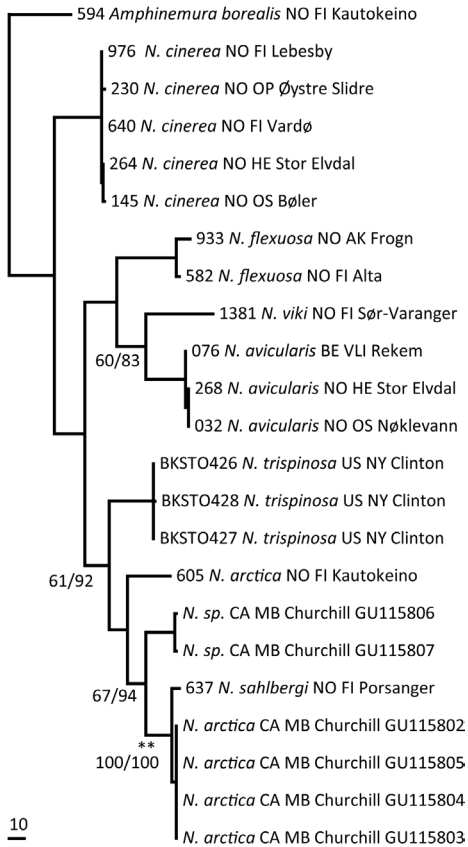 594 Amphinemura borealis NO FI Kautokeino
976 N. cinerea NO FI Lebesby
230 N. cinerea NO OP Øystre Slidre
640 N. cinerea NO FI Vardø
264 N. cinerea NO HE Stor Elvdal
145 N. cinerea NO OS Bøler
933 N. flexuosa NO AK Frogn
582 N. flexuosa NO FI Alta
1381 N. viki NO FI Sør-Varanger
60/83
076 N. avicularis BE VLI Rekem
268 N. avicularis NO HE Stor Elvdal
032 N. avicularis NO OS Nøklevann
BKSTO426 N. trispinosa US NY Clinton
BKSTO428 N. trispinosa US NY Clinton
BKSTO427 N. trispinosa US NY Clinton
61/92
605 N. arctica NO FI Kautokeino
N. sp. CA MB Churchill GU115806
N. sp. CA MB Churchill GU115807
67/94
637 N. sahlbergi NO FI Porsanger
N. arctica CA MB Churchill GU115802
**
100/100
N. arctica CA MB Churchill GU115805
N. arctica CA MB Churchill GU115804
10
N. arctica CA MB Churchill GU115803